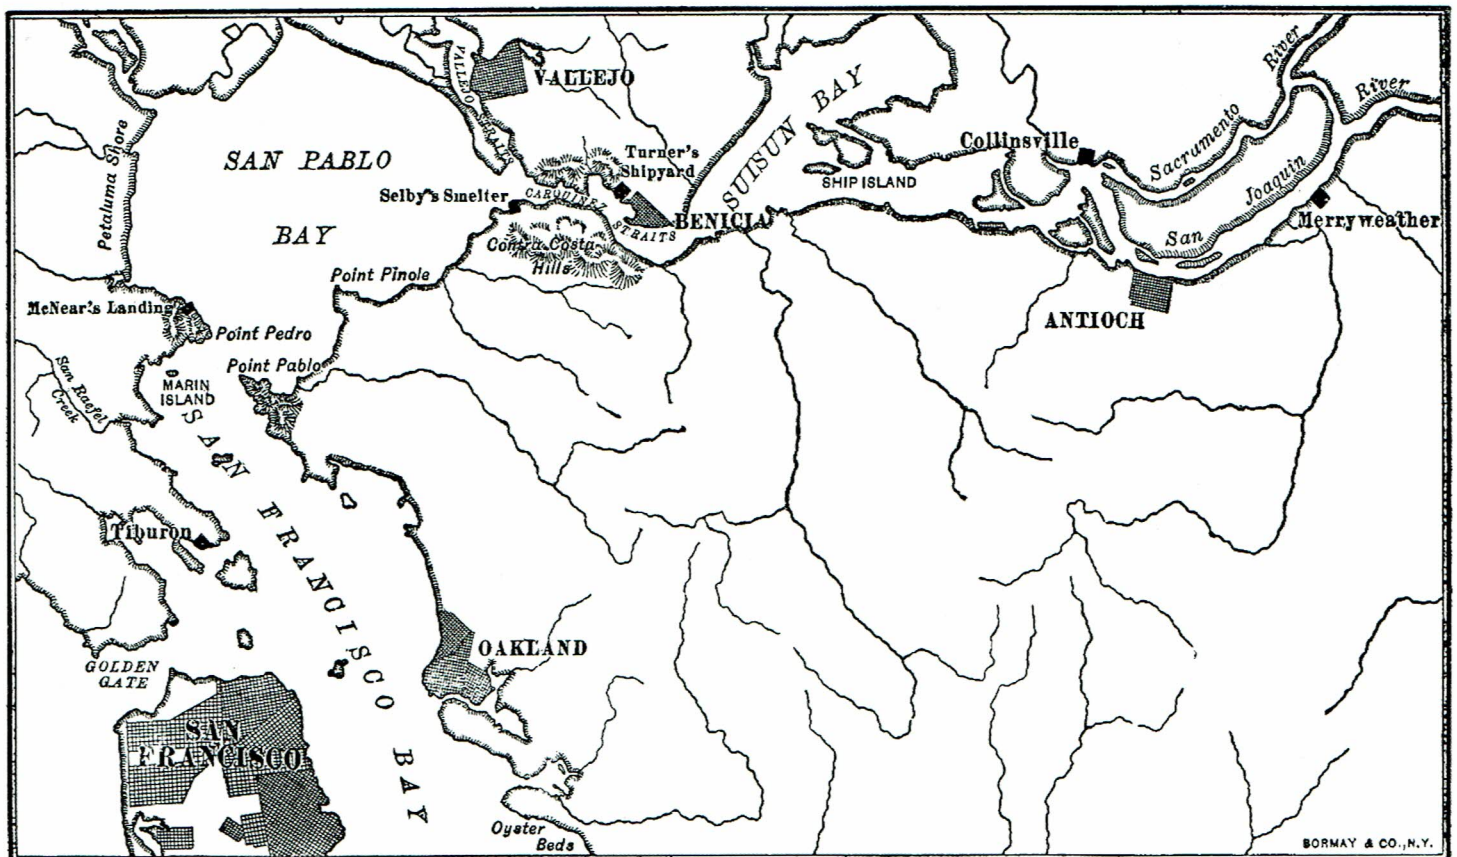 River
River
VALLEJO
VALLEJO STRAITS
SUISUN BAY
Petaluma Shore
SAN PABLO
BAY
Turner's
Shipyard
Collinsville
Sacramento
Selby's Smelter
CARQUINEZ
STRAITS
SHIP ISLAND
San Joaquin
BENICIA
Merryweather
Contra Costa
Hills
Point Pinole
McNear's Landing
Point Pedro
ANTIOCH
Point Pablo
San Raefel
Creek
MARIN
ISLAND
SAN FRANCISCO BAY
Tiburon
OAKLAND
GOLDEN
GATE
SAN
FRANCISCO
Oyster
Beds
BORMAY & CO., N.Y.